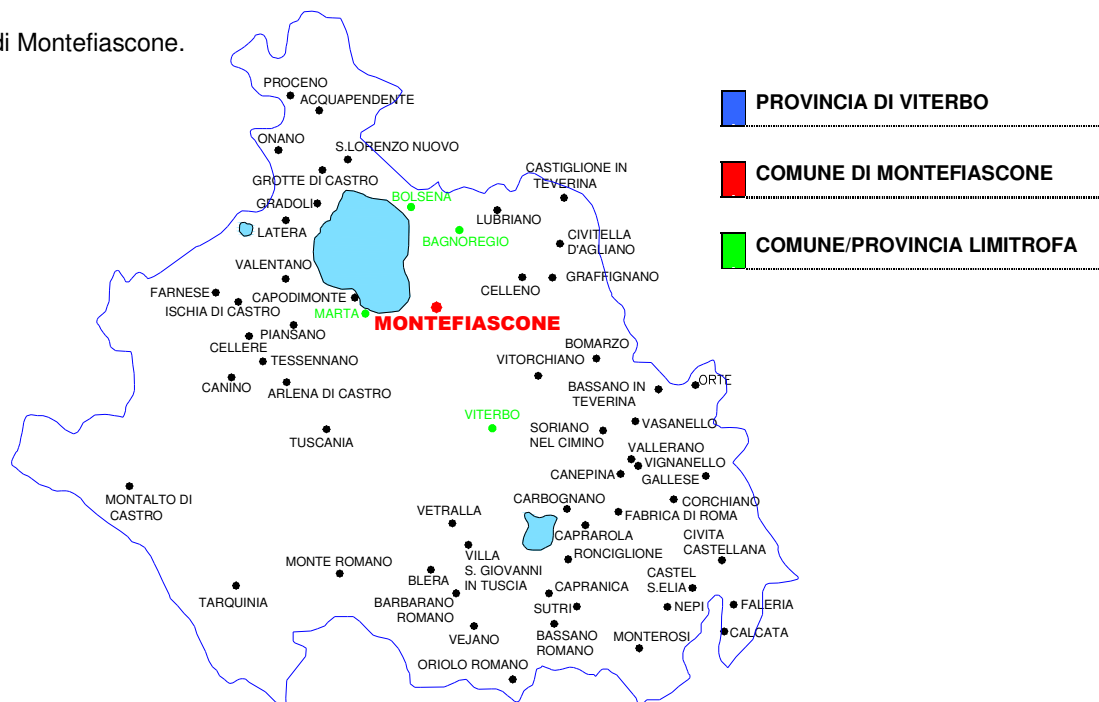 di Montefiascone.
PROVINCIA DI VITERBO
COMUNE DI MONTEFIASCONE
COMUNE/PROVINCIA LIMITROFA
PROCENO
ACQUAPENDENTE
ONANO
S.LORENZO NUOVO
GROTTE DI CASTRO
CASTIGLIONE IN
TEVERINA
BOLSENA
GRADOLI
LUBRIANO
LATERA
BAGNOREGIO
CIVITELLA
D'AGLIANO
VALENTANO
GRAFFIGNANO
CELLENO
FARNESE
CAPODIMONTE
ISCHIA DI CASTRO
MARTA
MONTEFIASCONE
PIANSANO
CELLERE
TESSENNANO
BOMARZO
VITORCHIANO
CANINO
ARLENA DI CASTRO
BASSANO IN
TEVERINA
ORTE
VITERBO
TUSCANIA
SORIANO
NEL CIMINO
VASANELLO
VALLERANO
VIGNANELLO
CANEPINA
GALLESE
MONTALTO DI
CASTRO
CARBOGNANO
CORCHIANO
VETRALLA
FABRICA DI ROMA
CAPRAROLA
CIVITA
CASTELLANA
RONCIGLIONE
VILLA
S. GIOVANNI
IN TUSCIA
MONTE ROMANO
BLERA
CASTEL
S.ELIA
TARQUINIA
BARBARANO
ROMANO
CAPRANICA
SUTRI
NEPI
FALERIA
VEJANO
BASSANO
ROMANO
MONTEROSI
CALCATA
ORIOLO ROMANO